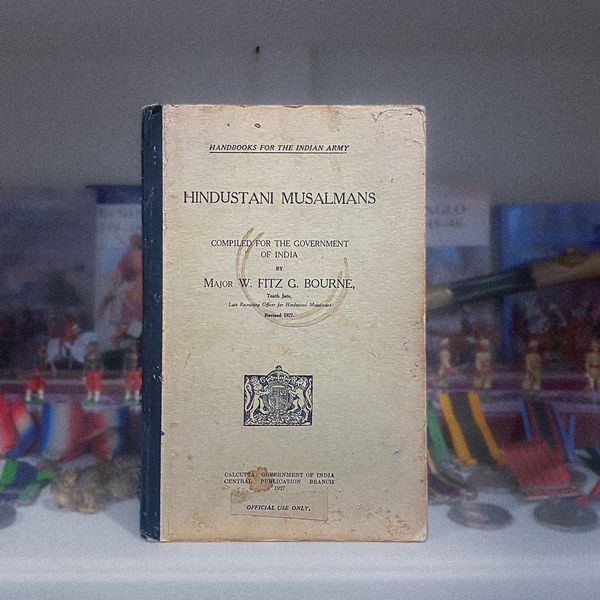 HANDBOOKS FOR THE INDIAN ARMY
HINDUSTANI MUSALMANS
COMPILED FOR THE GOVERNMENT
OF INDIA
BY
MAJOR W. FITZ G. BOURNE,
Tenth Jats,
Late Recruiting Officer for Hindustani Musalmans
Revised 1927.
CALCUTTA GOVERNMENT OF INDIA
CENTRAL PUBLICATION BRANCH
1927
OFFICIAL USE ONLY.